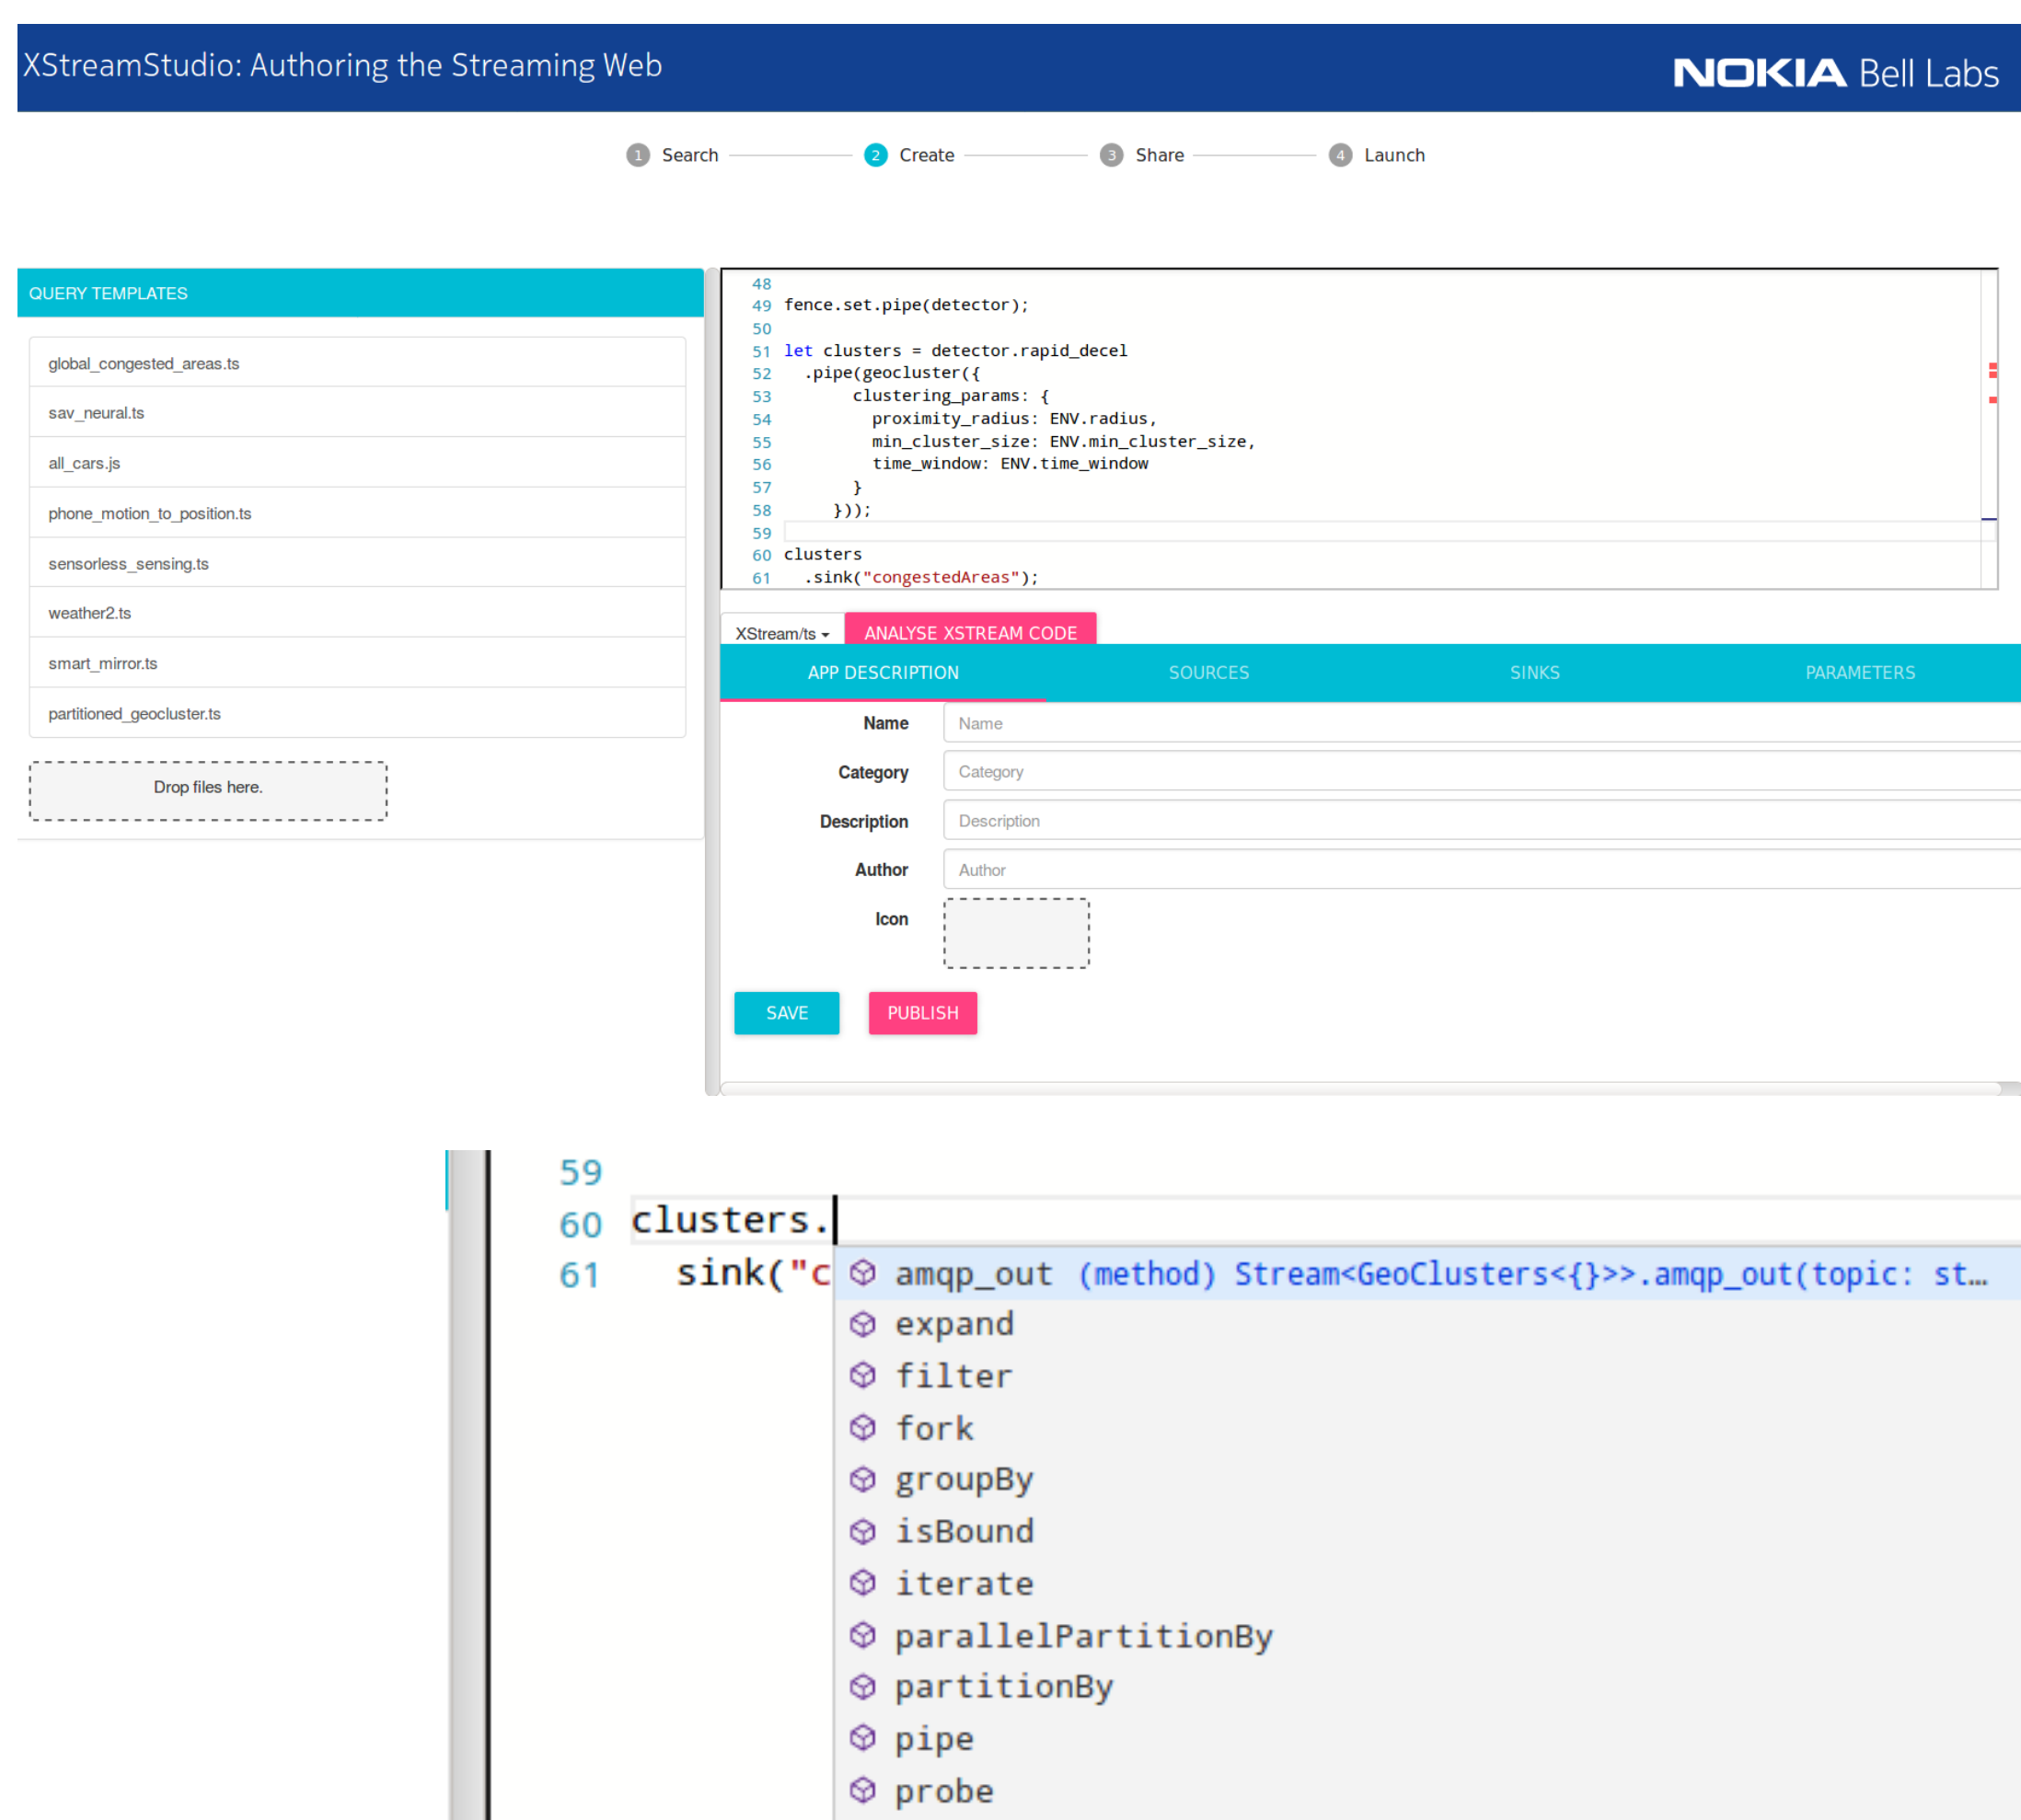 XStreamStudio: Authoring the Streaming Web
NOKIA Bell Labs
1 Search
2 Create
3 Share
4 Launch
QUERY TEMPLATES
global_congested_areas.ts
sav_neural.ts
all_cars.js
phone_motion_to_position.ts
sensorless_sensing.ts
weather2.ts
smart_mirror.ts
partitioned_geocluster.ts
Drop files here.
48
49 fence.set.pipe(detector);
50
51 let clusters = detector.rapid_decel
52 .pipe(geocluster({
53 clustering_params: {
54 proximity_radius: ENV.radius,
55 min_cluster_size: ENV.min_cluster_size,
56 time_window: ENV.time_window
57 }
58 }));
59
60 clusters
61 .sink("congestedAreas");
XStream/ts
ANALYSE XSTREAM CODE
APP DESCRIPTION SOURCES SINKS PARAMETERS
Name Name
Category Category
Description Description
Author Author
Icon
SAVE PUBLISH
59
60 clusters.
61 sink("c
amqp_out (method) Stream<GeoClusters<{}>>.amqp_out(topic: st…
expand
filter
fork
groupBy
isBound
iterate
parallelPartitionBy
partitionBy
pipe
probe